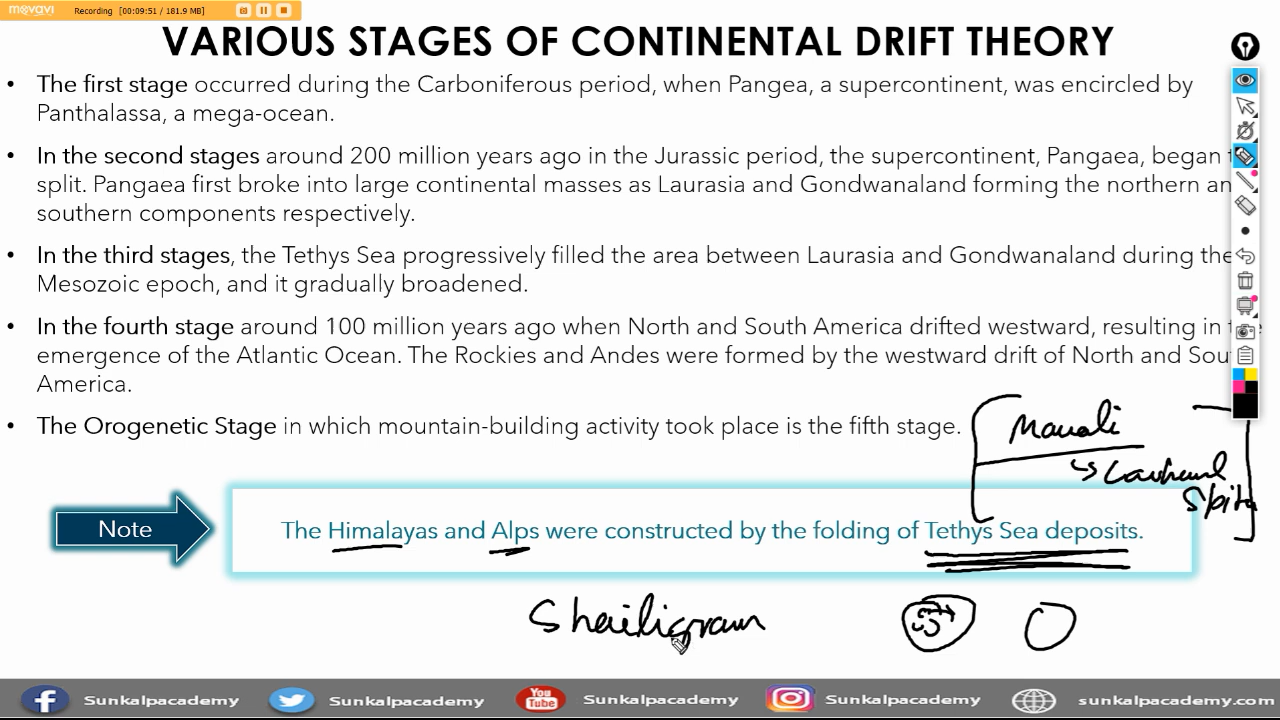 movavi Recording [00:09:51 / 181.9 MB]
VARIOUS STAGES OF CONTINENTAL DRIFT THEORY
• The first stage occurred during the Carboniferous period, when Pangea, a supercontinent, was encircled by
Panthalassa, a mega-ocean.
• In the second stages around 200 million years ago in the Jurassic period, the supercontinent, Pangaea, began
split. Pangaea first broke into large continental masses as Laurasia and Gondwanaland forming the northern an
southern components respectively.
• In the third stages, the Tethys Sea progressively filled the area between Laurasia and Gondwanaland during the
Mesozoic epoch, and it gradually broadened.
• In the fourth stage around 100 million years ago when North and South America drifted westward, resulting in
emergence of the Atlantic Ocean. The Rockies and Andes were formed by the westward drift of North and Sou
America.
• The Orogenetic Stage in which mountain-building activity took place is the fifth stage.
Manali
Spity
Note
The Himalayas and Alps were constructed by the folding of Tethys Sea deposits.
Shailigram
Sunkalpacademy Sunkalpacademy You Tube Sunkalpacademy Sunkalpacademy sunkalpacademy.com